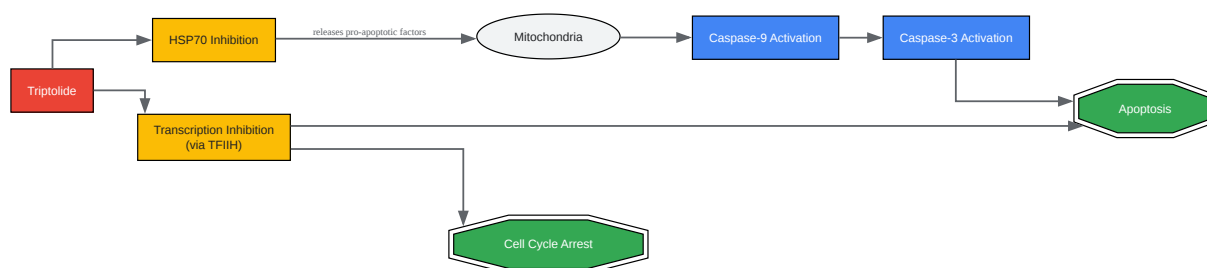 HSP70 Inhibition
releases pro-apoptotic factors
Mitochondria
Caspase-9 Activation
Caspase-3 Activation
Triptolide
Apoptosis
Transcription Inhibition
(via TFIIH)
Cell Cycle Arrest